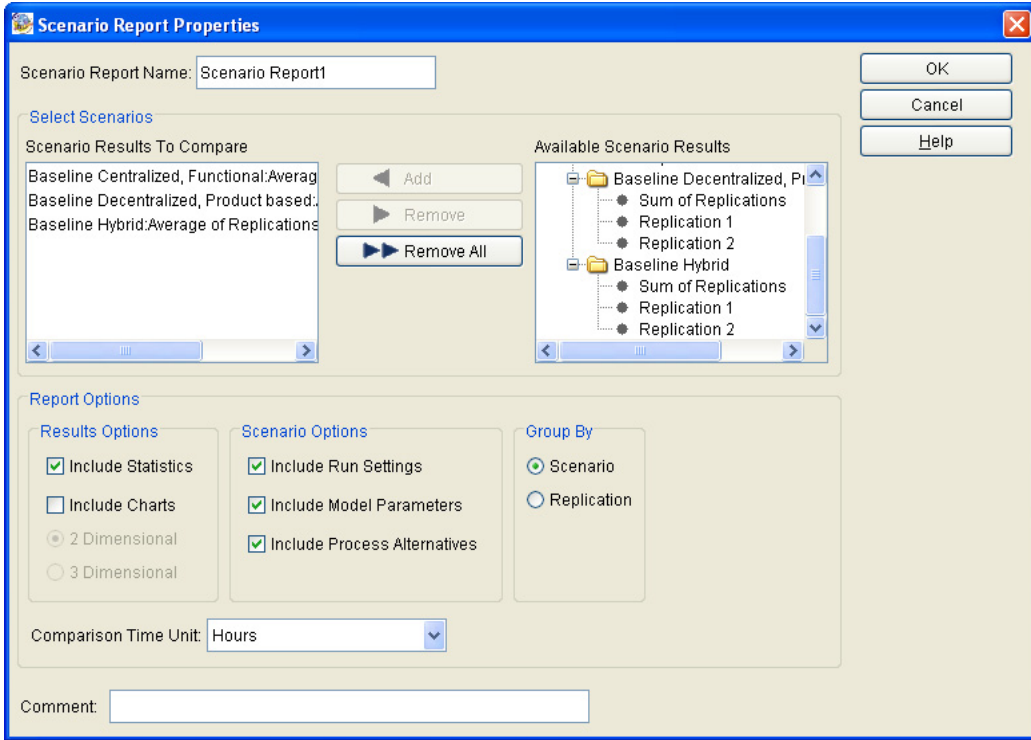 Scenario Report Properties
Scenario Report Name: Scenario Report1
OK
Cancel
Help
Select Scenarios
Scenario Results To Compare
Baseline Centralized, Functional:Averag
Baseline Decentralized, Product based:
Baseline Hybrid:Average of Replications
Add
Remove
Remove All
Available Scenario Results
Baseline Decentralized, Pr
Sum of Replications
Replication 1
Replication 2
Baseline Hybrid
Sum of Replications
Replication 1
Replication 2
Report Options
Results Options
Include Statistics
Include Charts
2 Dimensional
3 Dimensional
Scenario Options
Include Run Settings
Include Model Parameters
Include Process Alternatives
Group By
Scenario
Replication
Comparison Time Unit: Hours
Comment: